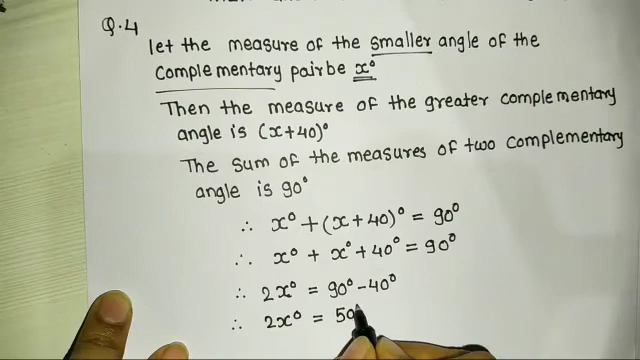 Q.4
let the measure of the smaller angle of the
complementary pair be x°
Then the measure of the greater complementary
angle is (x+40)°
The sum of the measures of two complementary
angle is 90°
∴ x° + (x+40)° = 90°
∴ x° + x° + 40° = 90°
∴ 2x° = 90° - 40°
∴ 2x° = 50